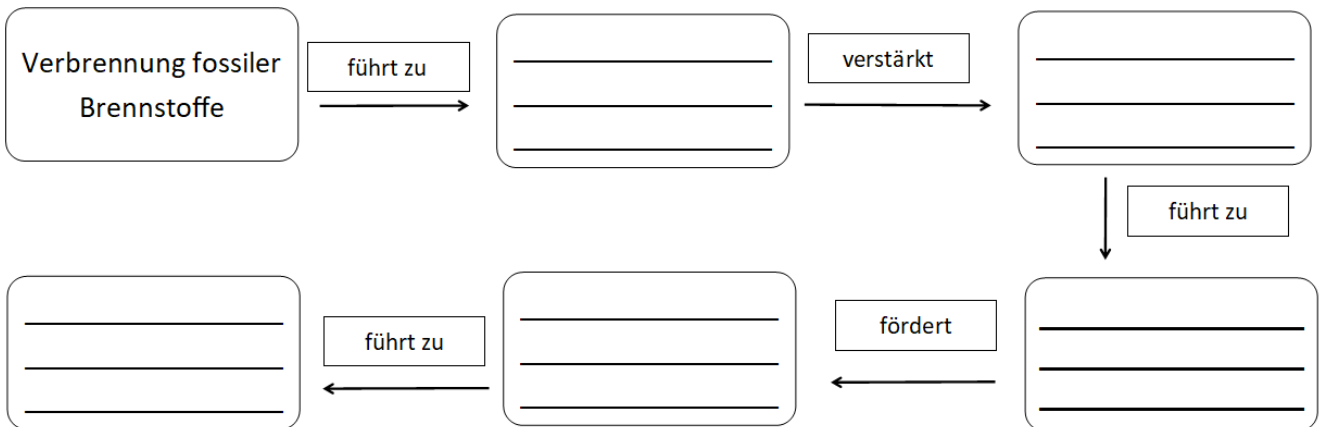 Verbrennung fossiler
Brennstoffe
führt zu
verstärkt
führt zu
fördert
führt zu